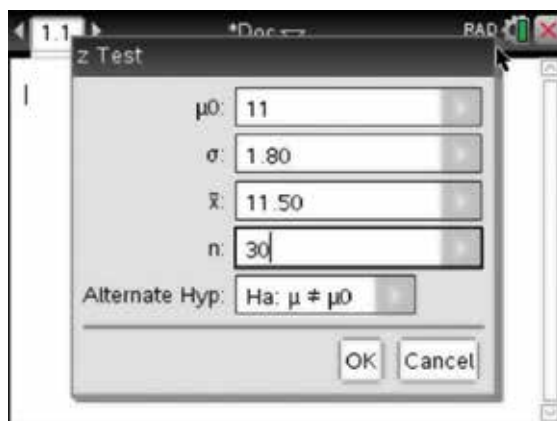 1.1 *Doc RAD
z Test
μ0: 11
σ: 1.80
x̄: 11.50
n: 30
Alternate Hyp: Ha: μ ≠ μ0
OK Cancel